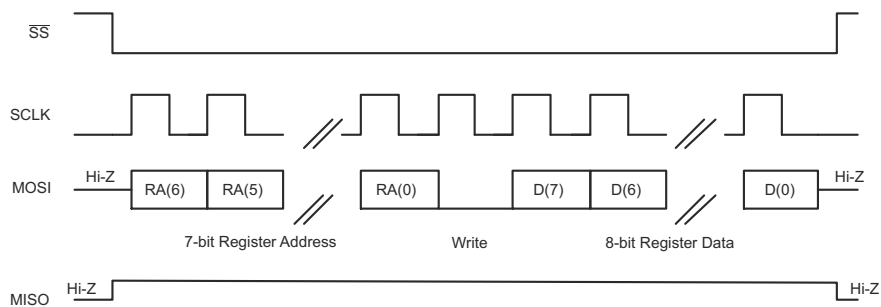 SS
SCLK
Hi-Z Hi-Z
MOSI RA(6) RA(5) RA(0) D(7) D(6) D(0)
7-bit Register Address Write 8-bit Register Data
Hi-Z Hi-Z
MISO